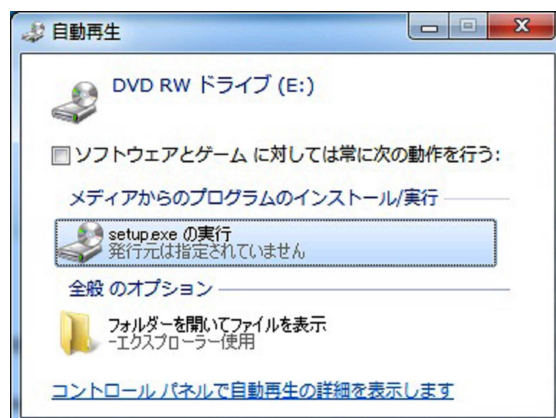 自動再生
DVD RW ドライブ (E:)
ソフトウェアとゲーム に対しては常に次の動作を行う:
メディアからのプログラムのインストール/実行
setup.exe の実行
発行元は指定されていません
全般 のオプション
フォルダーを開いてファイルを表示
-エクスプローラー使用
コントロール パネルで自動再生の詳細を表示します